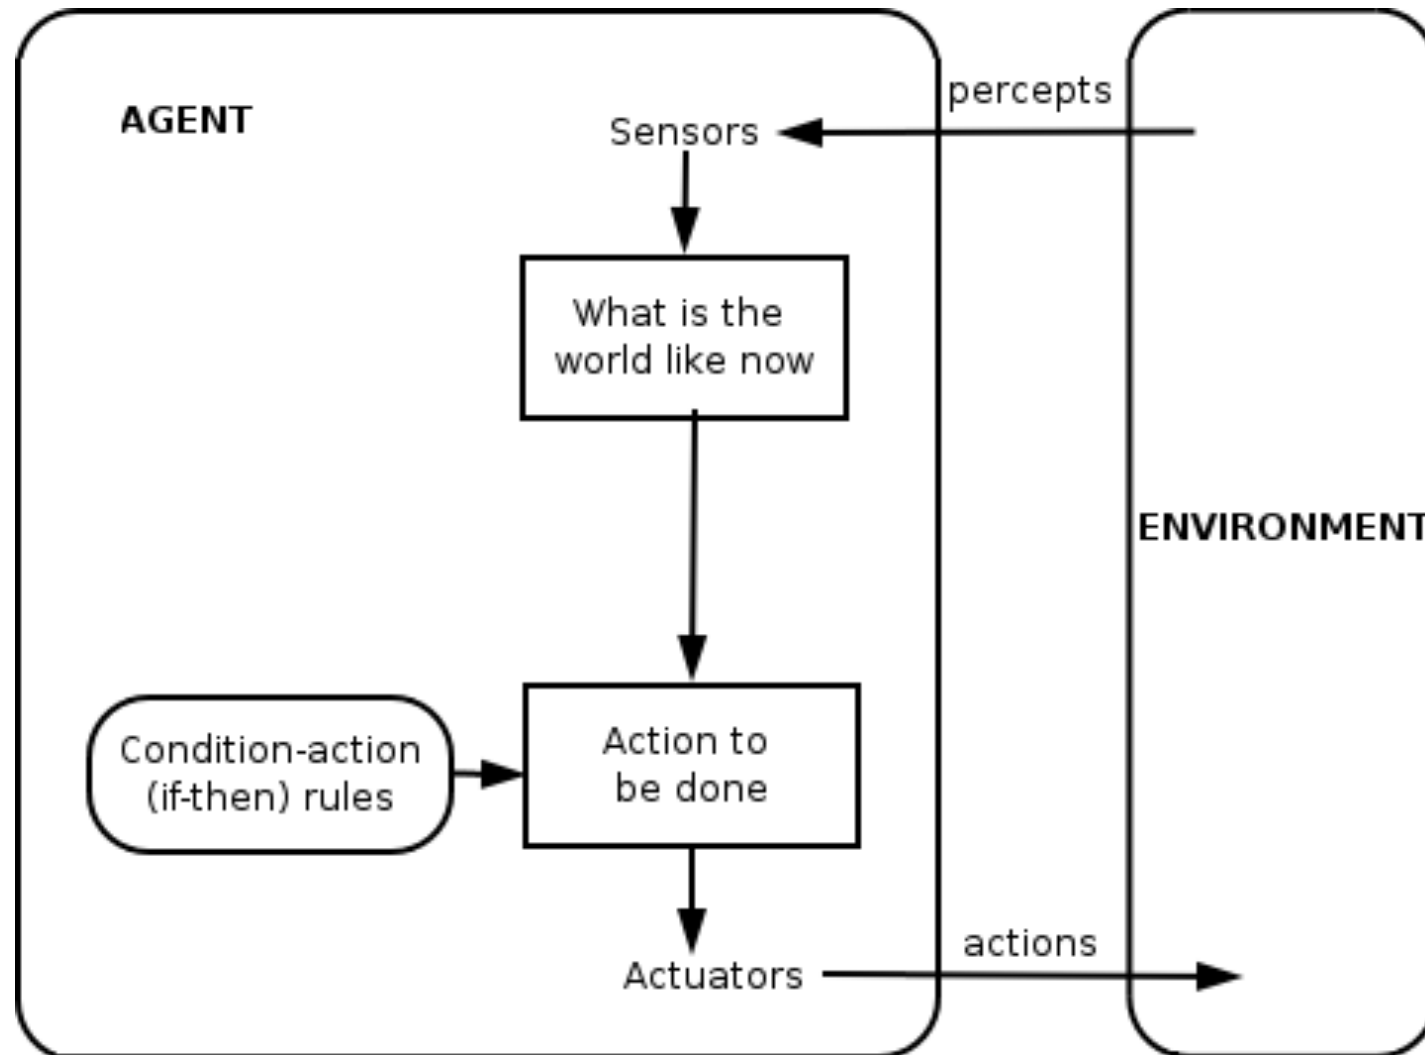 AGENT
percepts
Sensors
What is the
world like now
ENVIRONMENT
Condition-action
(if-then) rules
Action to
be done
actions
Actuators